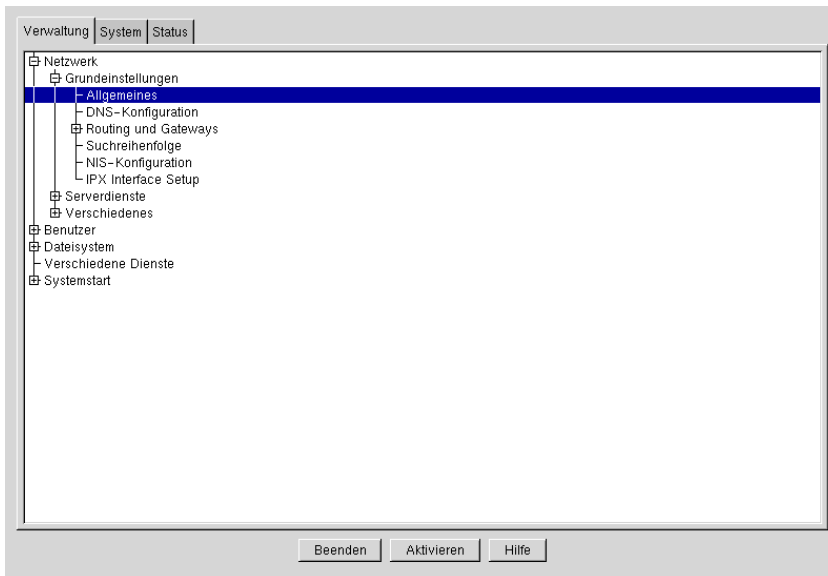 Verwaltung System Status
Netzwerk
Grundeinstellungen
Allgemeines
DNS-Konfiguration
Routing und Gateways
Suchreihenfolge
NIS-Konfiguration
IPX Interface Setup
Serverdienste
Verschiedenes
Benutzer
Dateisystem
Verschiedene Dienste
Systemstart
Beenden Aktivieren Hilfe